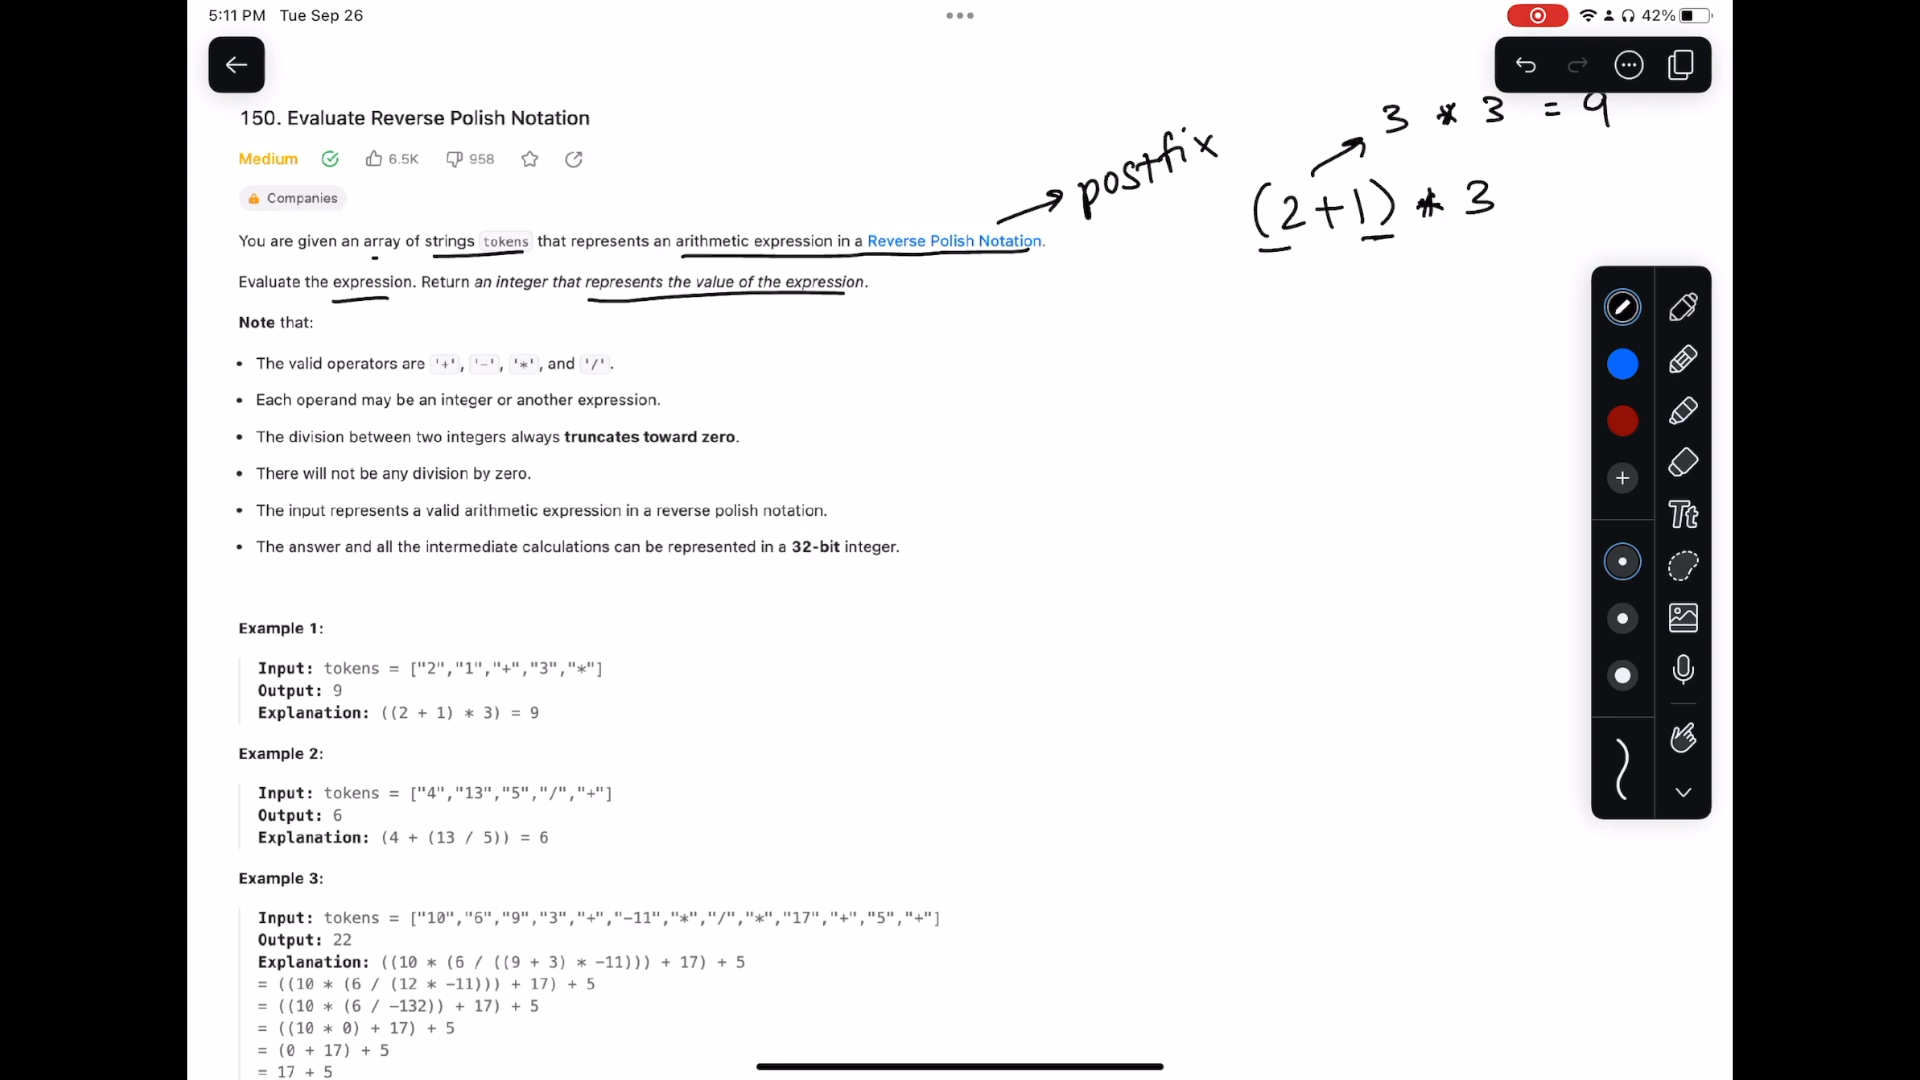 5:11 PM Tue Sep 26
42%
3 * 3 = 9
150. Evaluate Reverse Polish Notation
postfix
Medium 6.5K 958
(2+1) * 3
Companies
You are given an array of strings tokens that represents an arithmetic expression in a Reverse Polish Notation.
Evaluate the expression. Return an integer that represents the value of the expression.
Note that:
• The valid operators are '+', '-', '*', and '/'.
• Each operand may be an integer or another expression.
• The division between two integers always truncates toward zero.
• There will not be any division by zero.
• The input represents a valid arithmetic expression in a reverse polish notation.
• The answer and all the intermediate calculations can be represented in a 32-bit integer.
Tt
Example 1:
Input: tokens = ["2","1","+","3","*"]
Output: 9
Explanation: ((2 + 1) * 3) = 9
Example 2:
Input: tokens = ["4","13","5","/","+"]
Output: 6
Explanation: (4 + (13 / 5)) = 6
Example 3:
Input: tokens = ["10","6","9","3","+","-11","*","/","*","17","+","5","+"]
Output: 22
Explanation: ((10 * (6 / ((9 + 3) * -11))) + 17) + 5
= ((10 * (6 / (12 * -11))) + 17) + 5
= ((10 * (6 / -132)) + 17) + 5
= ((10 * 0) + 17) + 5
= (0 + 17) + 5
= 17 + 5